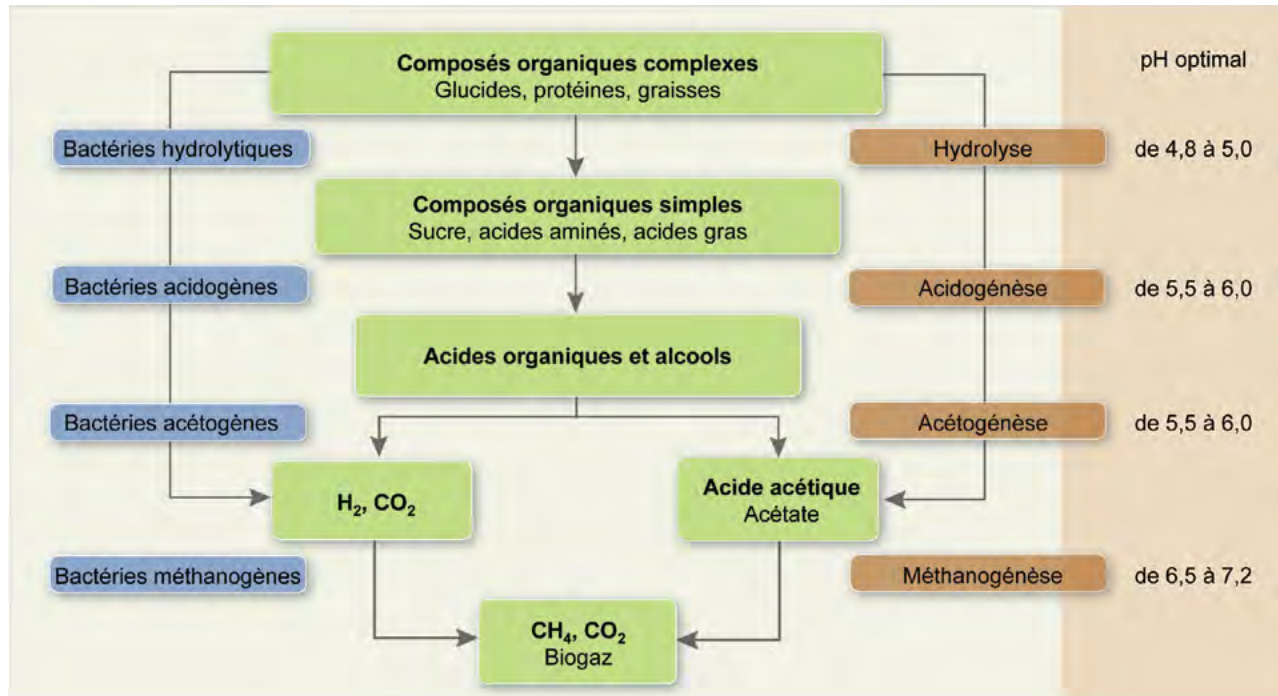 Composés organiques complexes
Glucides, protéines, graisses
pH optimal
Bactéries hydrolytiques
Hydrolyse
de 4,8 à 5,0
Composés organiques simples
Sucre, acides aminés, acides gras
Bactéries acidogènes
Acidogénèse
de 5,5 à 6,0
Acides organiques et alcools
Bactéries acétogènes
Acétogénèse
de 5,5 à 6,0
H₂, CO₂
Acide acétique
Acétate
Bactéries méthanogènes
Méthanogénèse
de 6,5 à 7,2
CH₄, CO₂
Biogaz